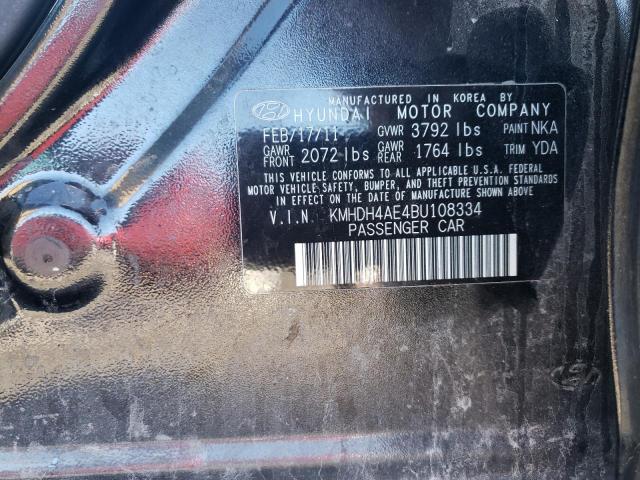 MANUFACTURED IN KOREA BY
HYUNDAI MOTOR COMPANY
FEB/17/11 GVWR 3792 lbs PAINT NKA
GAWR FRONT 2072 lbs GAWR REAR 1764 lbs TRIM YDA
THIS VEHICLE CONFORMS TO ALL APPLICABLE U.S.A. FEDERAL
MOTOR VEHICLE SAFETY, BUMPER, AND THEFT PREVENTION STANDARDS
IN EFFECT ON THE DATE OF MANUFACTURE SHOWN ABOVE.
V.I.N. KMHDH4AE4BU108334
PASSENGER CAR